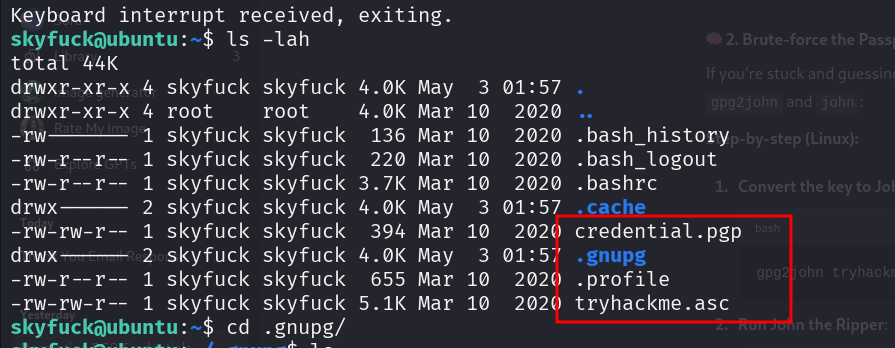 Keyboard interrupt received, exiting.
skyfuck@ubuntu:~$ ls -lah
total 44K
drwxr-xr-x 4 skyfuck skyfuck 4.0K May  3 01:57 .
drwxr-xr-x 4 root    root    4.0K Mar 10  2020 ..
-rw------- 1 skyfuck skyfuck  136 Mar 10  2020 .bash_history
-rw-r--r-- 1 skyfuck skyfuck  220 Mar 10  2020 .bash_logout
-rw-r--r-- 1 skyfuck skyfuck 3.7K Mar 10  2020 .bashrc
drwx------ 2 skyfuck skyfuck 4.0K May  3 01:57 .cache
-rw-rw-r-- 1 skyfuck skyfuck  394 Mar 10  2020 credential.pgp
drwx------ 2 skyfuck skyfuck 4.0K May  3 01:57 .gnupg
-rw-r--r-- 1 skyfuck skyfuck  655 Mar 10  2020 .profile
-rw-rw-r-- 1 skyfuck skyfuck 5.1K Mar 10  2020 tryhackme.asc
skyfuck@ubuntu:~$ cd .gnupg/
2. Brute-force the Passp
If you're stuck and guessing
gpg2john and john:
Step-by-step (Linux):
1. Convert the key to Joh
bash
gpg2john tryhackm
2. Run John the Ripper:
Library
3
Rate My Image
Explore GPTs
Today
Yesterday